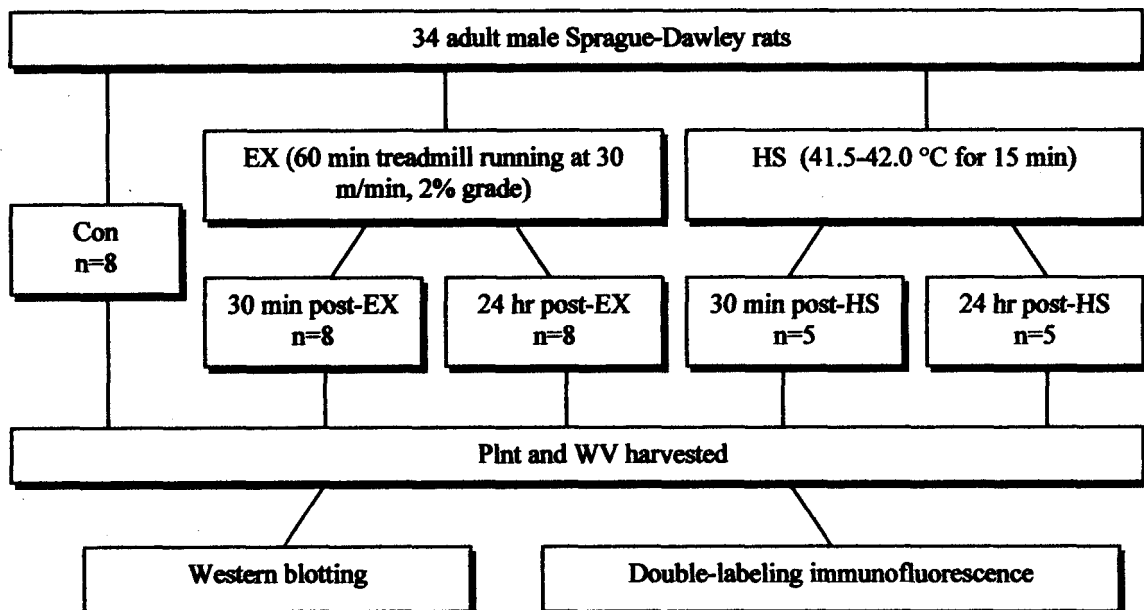 34 adult male Sprague-Dawley rats
EX (60 min treadmill running at 30
m/min, 2% grade)
HS (41.5-42.0 °C for 15 min)
Con
n=8
30 min post-EX
n=8
24 hr post-EX
n=8
30 min post-HS
n=5
24 hr post-HS
n=5
Plnt and WV harvested
Western blotting
Double-labeling immunofluorescence